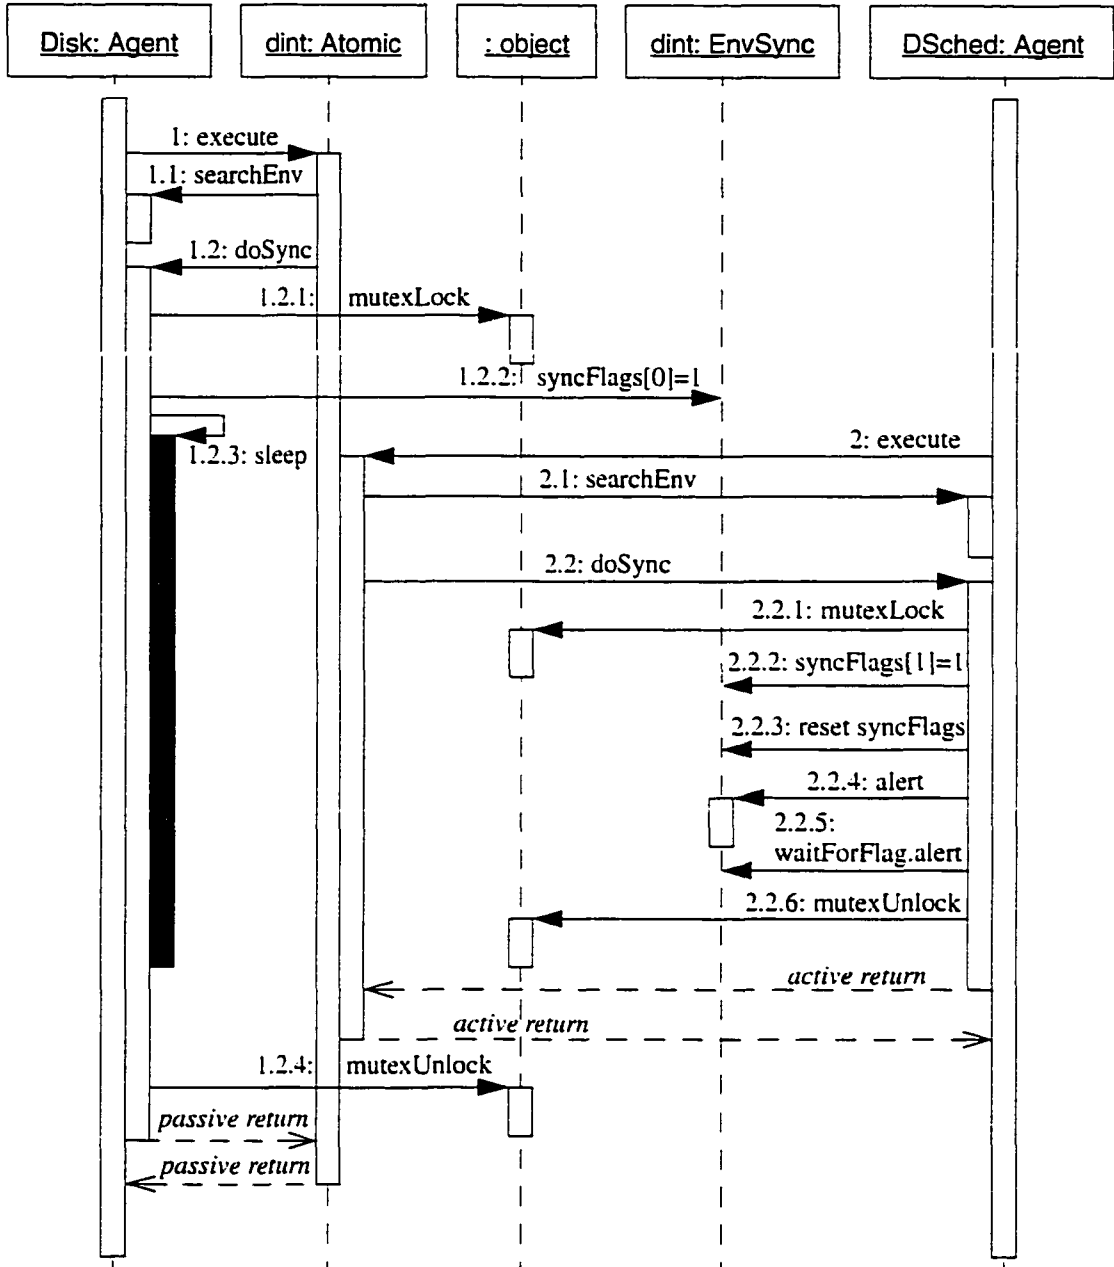 Disk: Agent
dint: Atomic
: object
dint: EnvSync
DSched: Agent
1: execute
1.1: searchEnv
1.2: doSync
1.2.1: mutexLock
1.2.2: syncFlags[0]=1
1.2.3: sleep
2: execute
2.1: searchEnv
2.2: doSync
2.2.1: mutexLock
2.2.2: syncFlags[1]=1
2.2.3: reset syncFlags
2.2.4: alert
2.2.5:
waitForFlag.alert
2.2.6: mutexUnlock
active return
active return
1.2.4: mutexUnlock
passive return
passive return